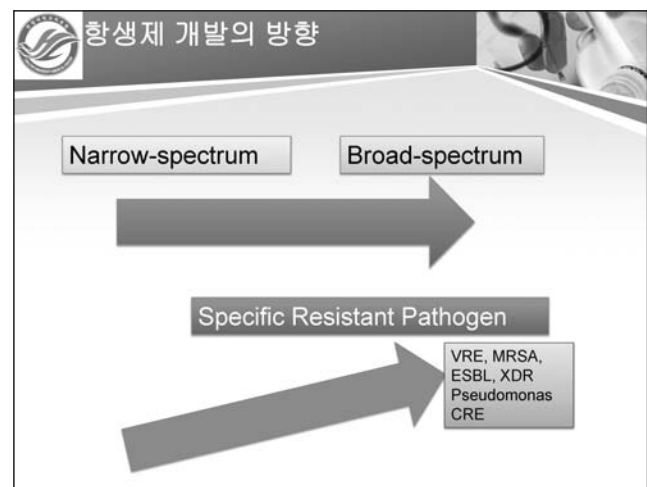 항생제 개발의 방향
Narrow-spectrum
Broad-spectrum
Specific Resistant Pathogen
VRE, MRSA,
ESBL, XDR
Pseudomonas
CRE